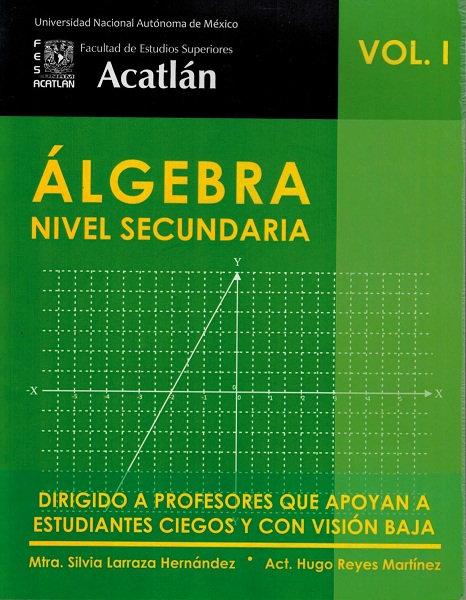 Universidad Nacional Autónoma de México
FES
ACATLÁN
Facultad de Estudios Superiores
Acatlán
VOL. I
ÁLGEBRA
NIVEL SECUNDARIA
Y
-X
X
0
DIRIGIDO A PROFESORES QUE APOYAN A
ESTUDIANTES CIEGOS Y CON VISIÓN BAJA
Mtra. Silvia Larraza Hernández • Act. Hugo Reyes Martínez